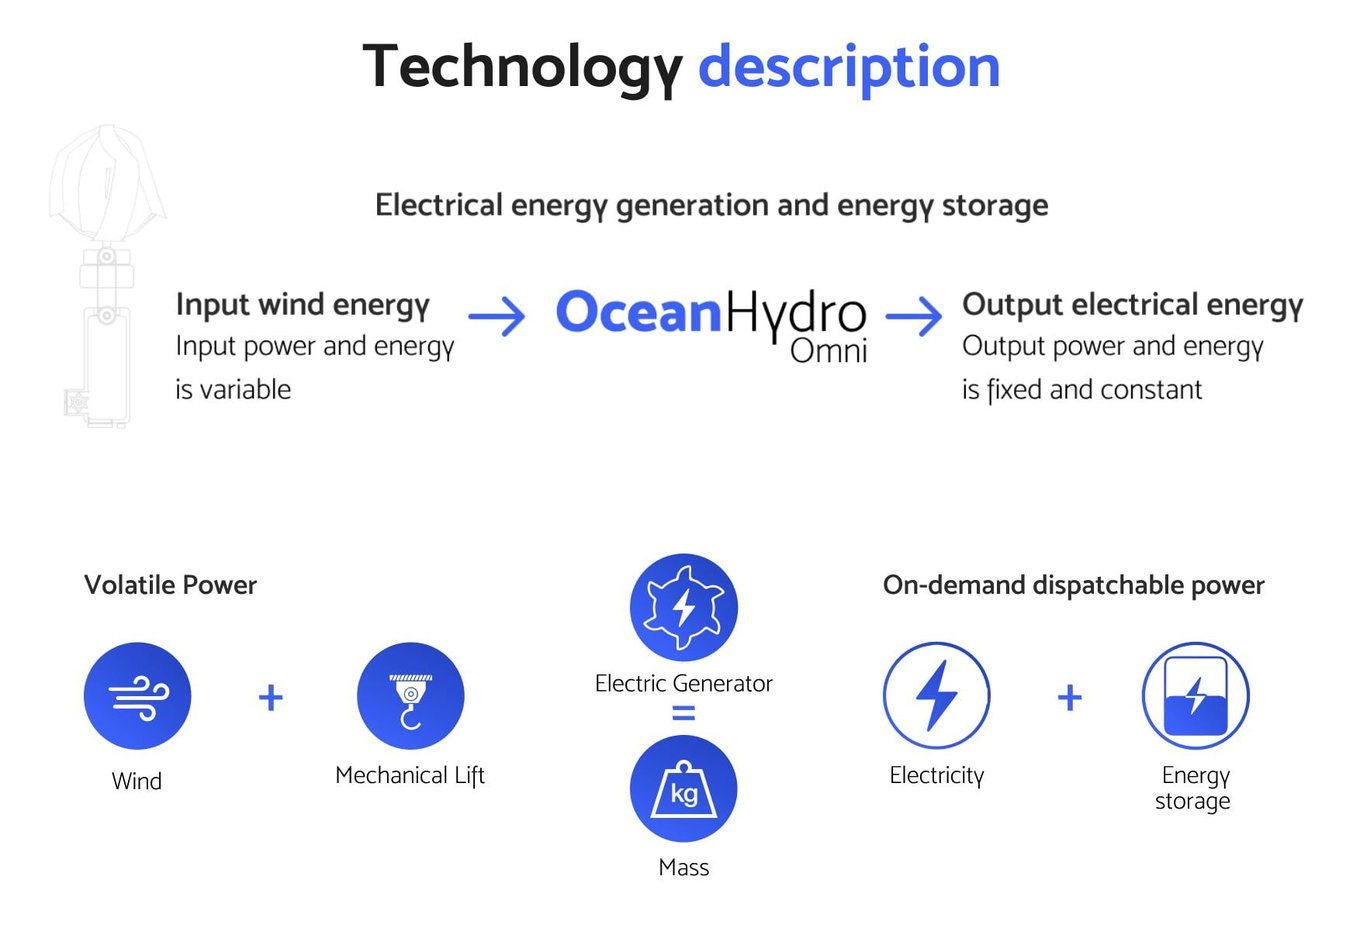 Technology description
Electrical energy generation and energy storage
Input wind energy
Input power and energy
is variable
OceanHydro
Omni
Output electrical energy
Output power and energy
is fixed and constant
Volatile Power
Wind
+
Mechanical Lift
Electric Generator
=
kg
Mass
On-demand dispatchable power
Electricity
+
Energy
storage